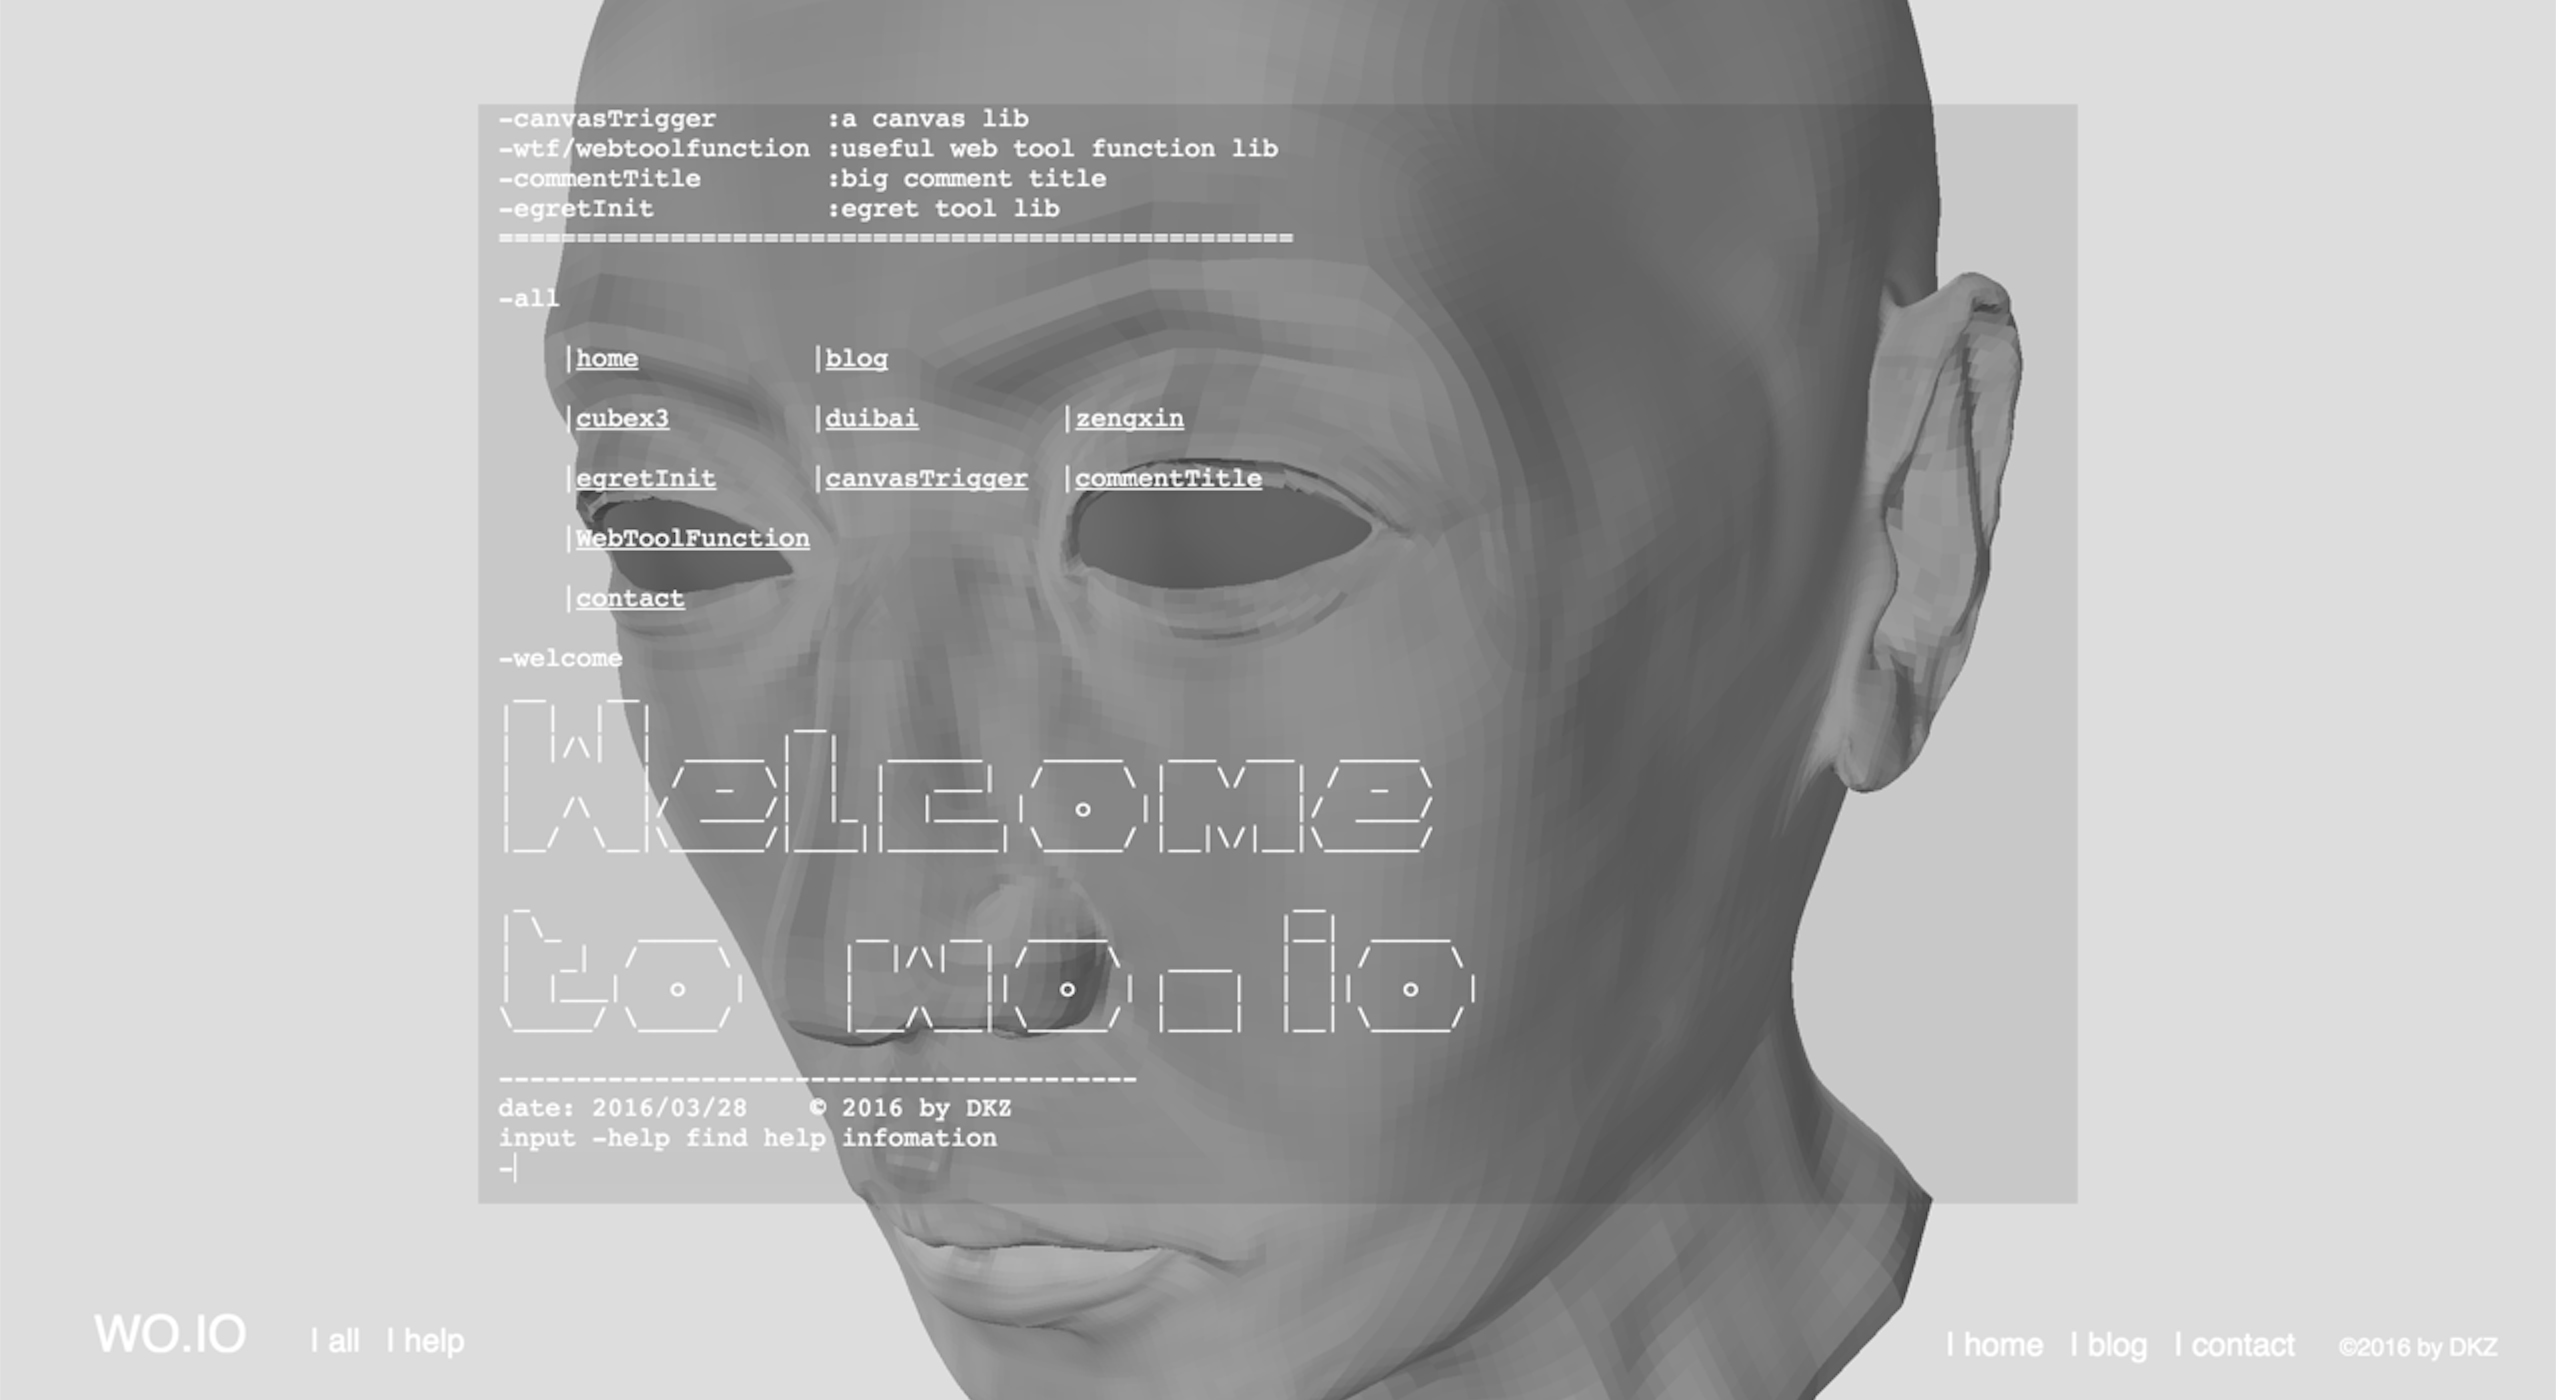 -canvasTrigger       :a canvas lib
-wtf/webtoolfunction :useful web tool function lib
-commentTitle        :big comment title
-egretInit           :egret tool lib
===================================================
-all
|home |blog
|cubex3 |duibai |zengxin
|egretInit |canvasTrigger |commentTitle
|WebToolFunction
|contact
-welcome
Welcome
to wo.io
-----------------------------------------
date: 2016/03/28    © 2016 by DKZ
input -help find help infomation
-|
WO.IO | all | help | home | blog | contact ©2016 by DKZ